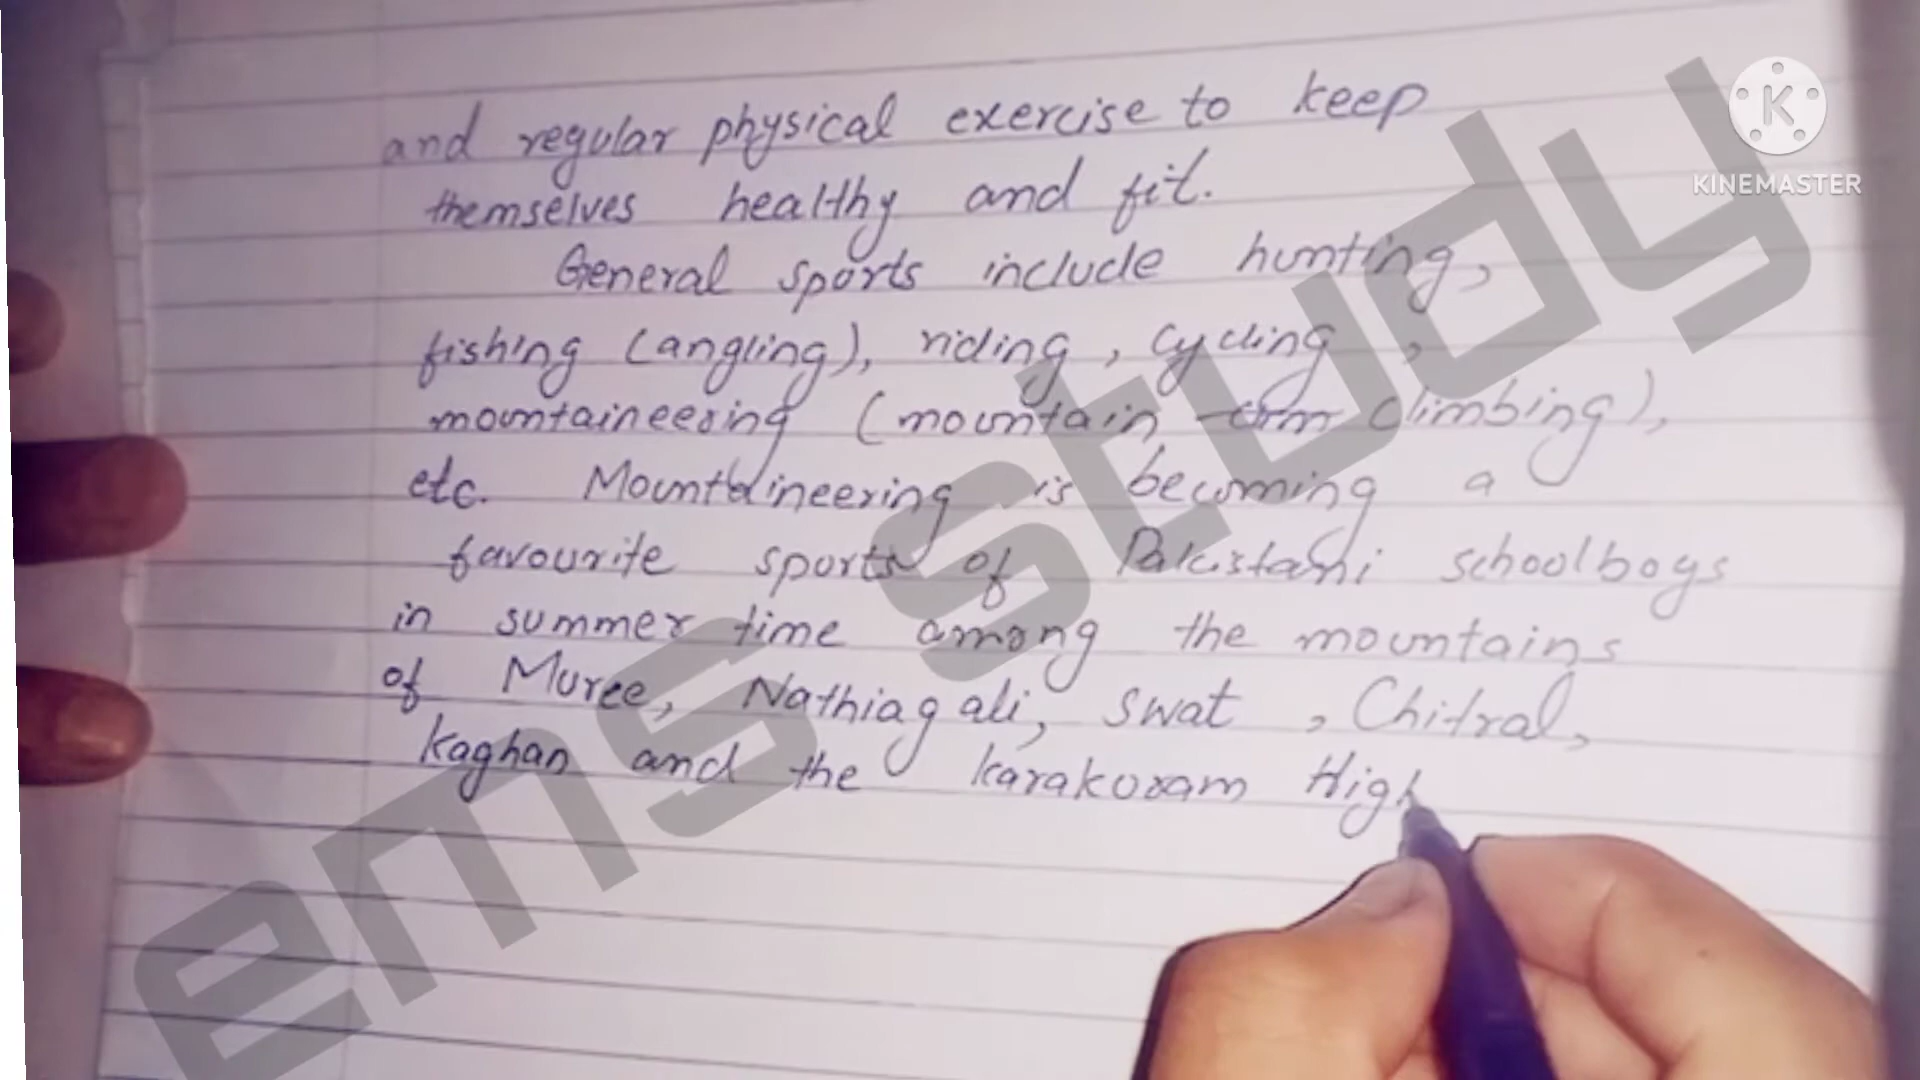 and regular physical exercise to keep
themselves healthy and fit.
General sports include hunting,
fishing (angling), riding, cycling,
mountaineering (mountain climbing),
etc. Mountaineering is becoming a
favourite sports of Pakistani schoolboys
in summer time among the mountains
of Muree, Nathiagali, Swat, Chitral,
Kaghan and the Karakoram High
ems study
K
KINEMASTER